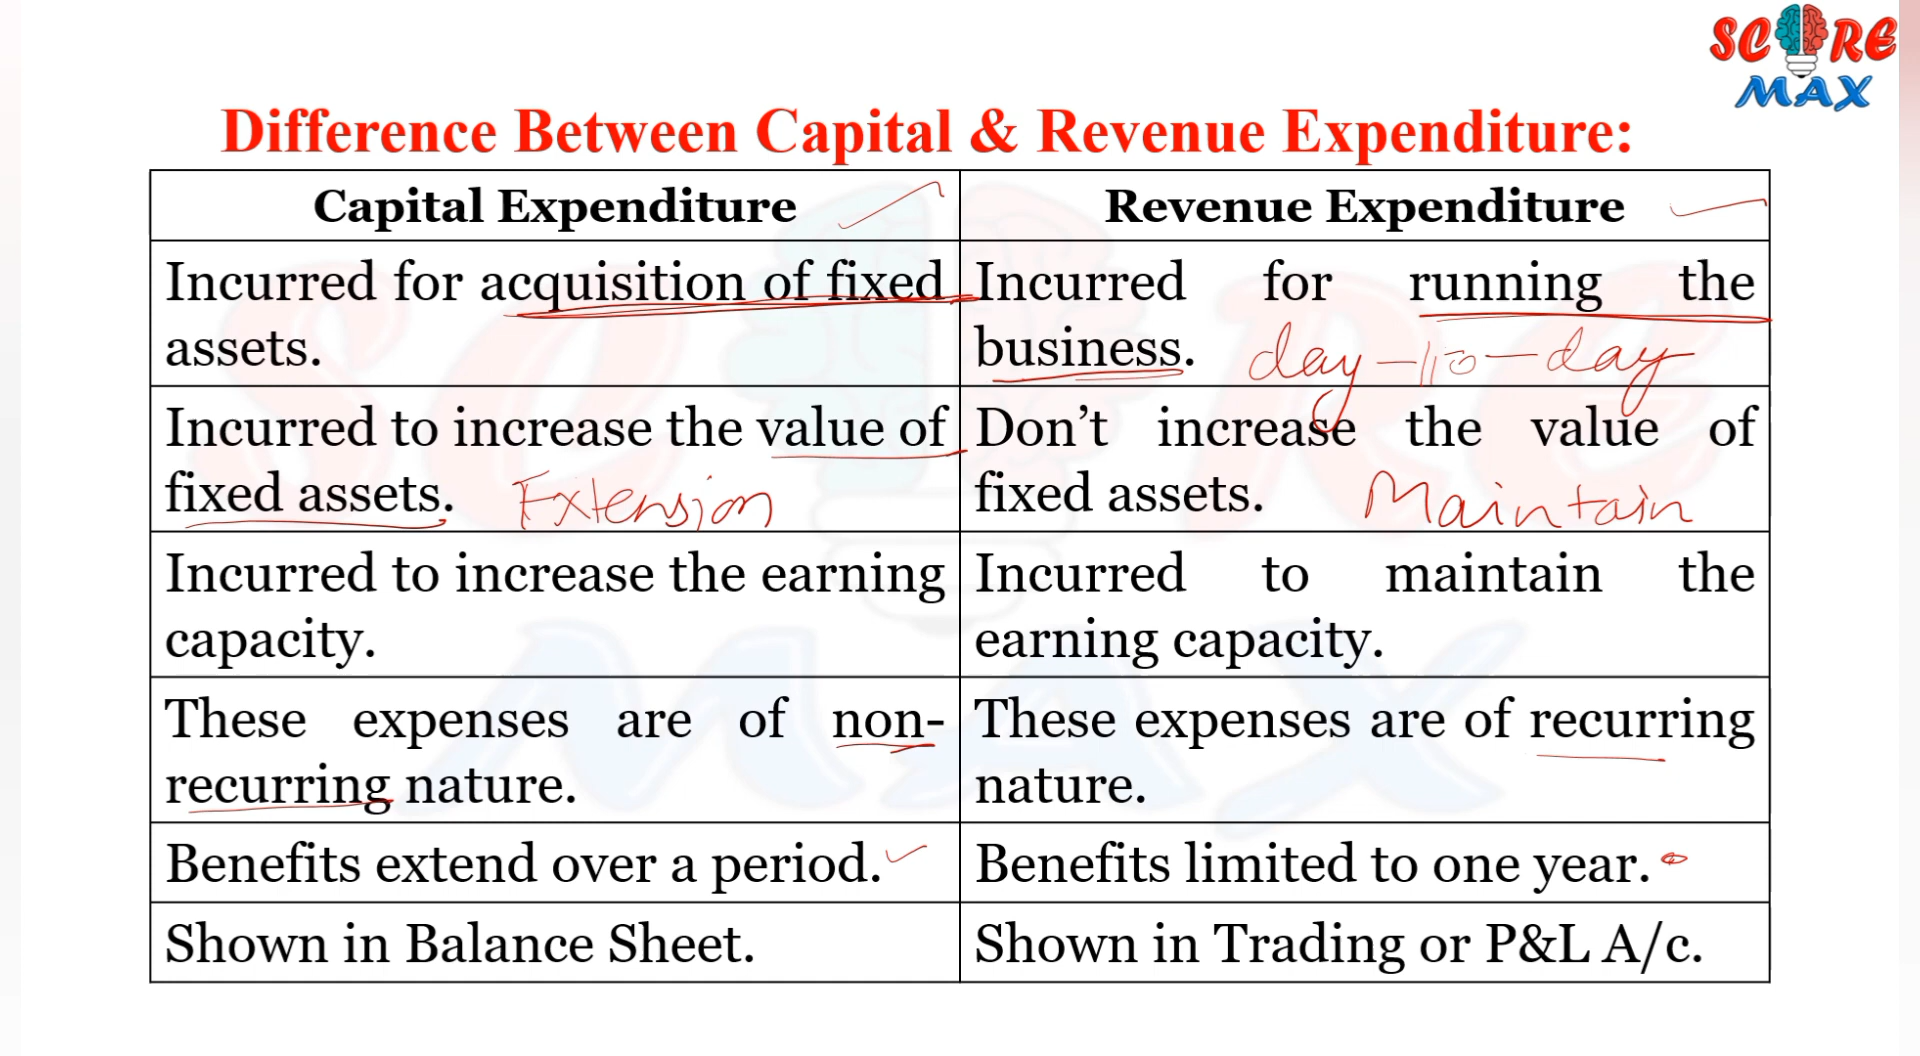 SCORE
MAX
Difference Between Capital & Revenue Expenditure:
Capital Expenditure
Revenue Expenditure
Incurred for acquisition of fixed
assets.
Incurred for running the
business. day-to-day
Incurred to increase the value of
fixed assets. Extension
Don't increase the value of
fixed assets. Maintain
Incurred to increase the earning
capacity.
Incurred to maintain the
earning capacity.
These expenses are of non-
recurring nature.
These expenses are of recurring
nature.
Benefits extend over a period.
Benefits limited to one year.
Shown in Balance Sheet.
Shown in Trading or P&L A/c.